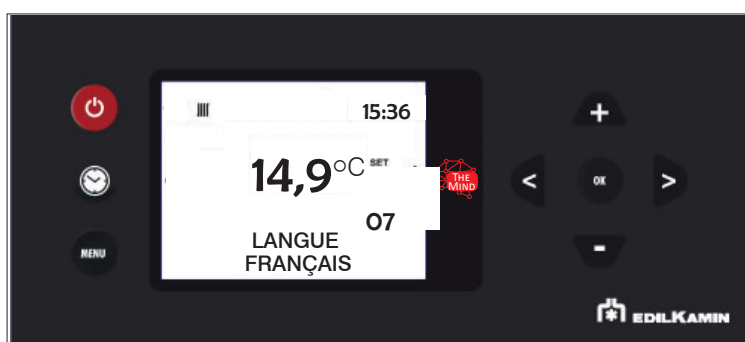 15:36
14,9°C SET
THE
MIND
< OK >
+
07
LANGUE
FRANÇAIS
MENU
-
EDILKAMIN